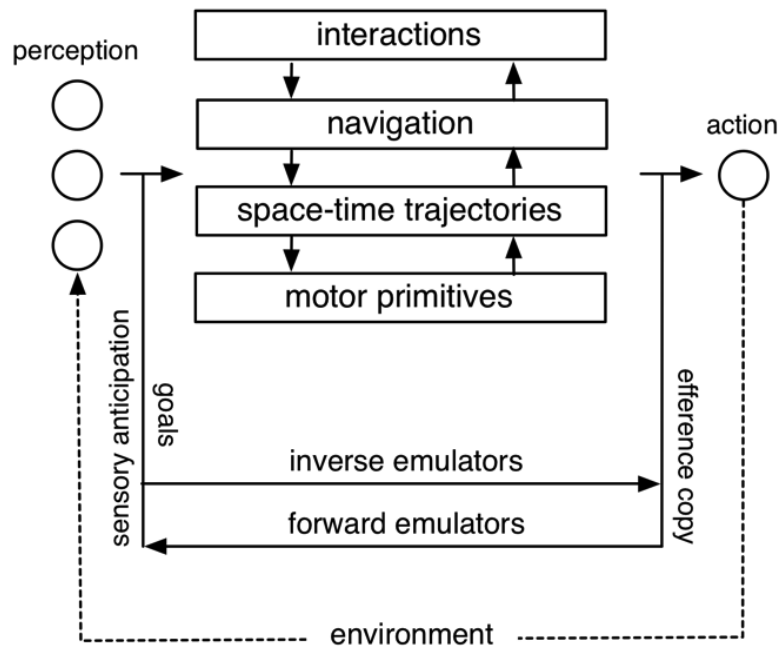 interactions
perception
navigation
action
space-time trajectories
motor primitives
sensory anticipation
goals
efference copy
inverse emulators
forward emulators
environment